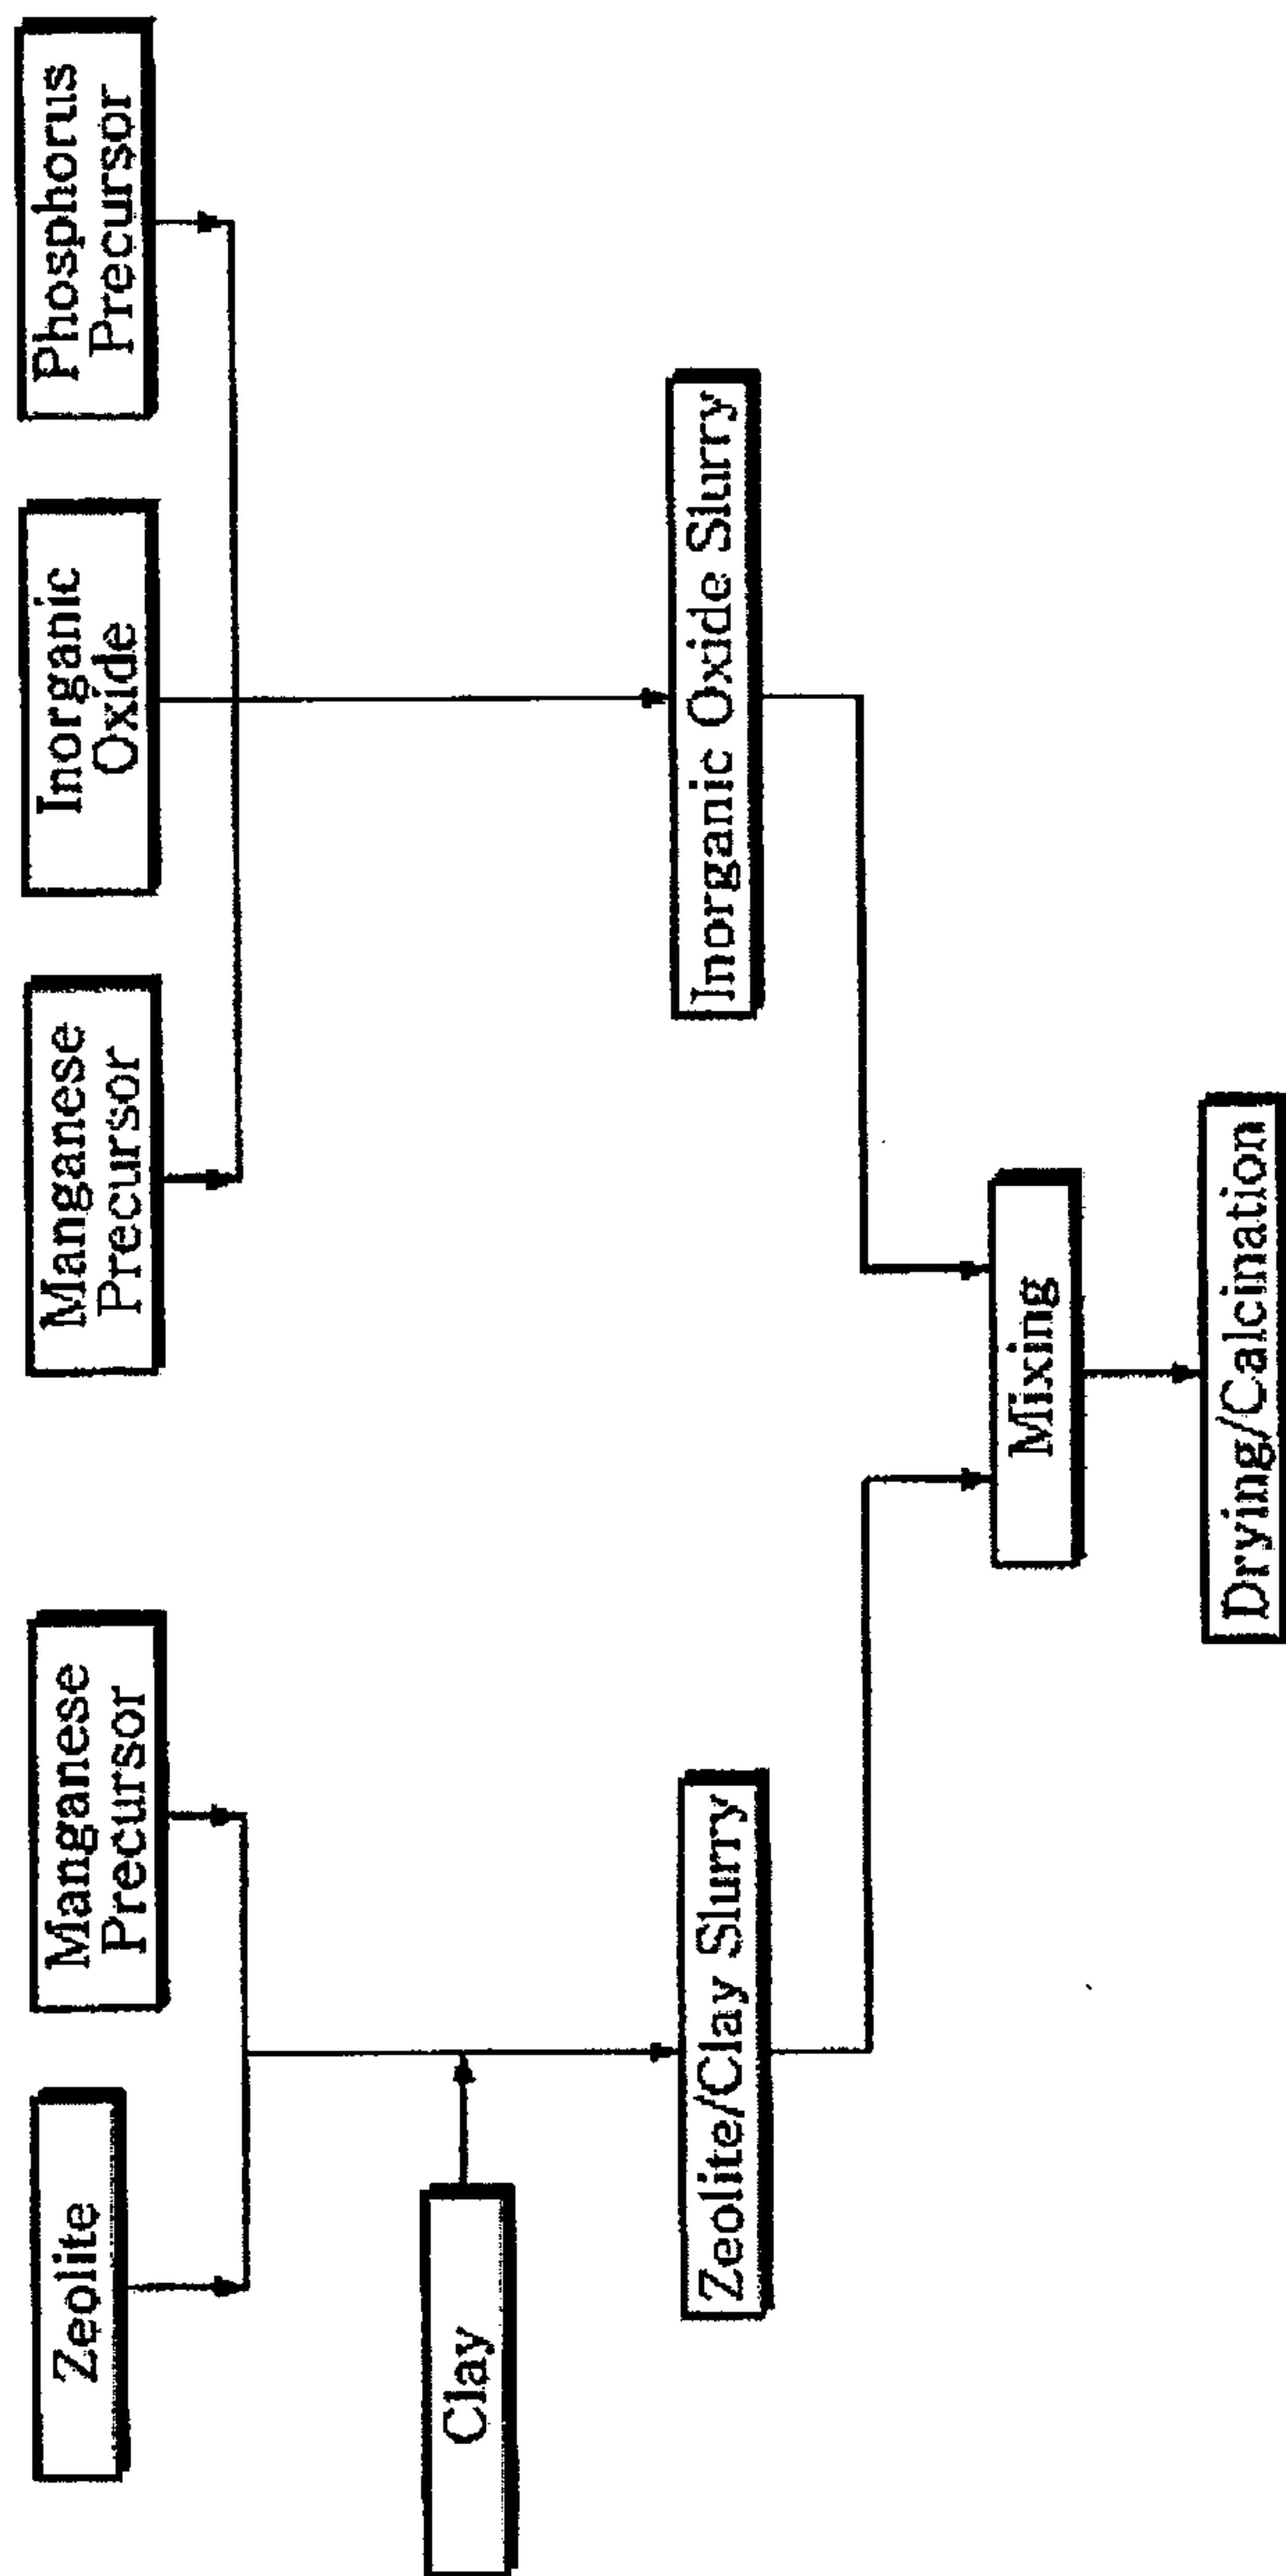 Zeolite
Manganese
Precursor
Manganese
Precursor
Inorganic
Oxide
Phosphorus
Precursor
Clay
Zeolite/Clay Slurry
Inorganic Oxide Slurry
Mixing
Drying/Calcination